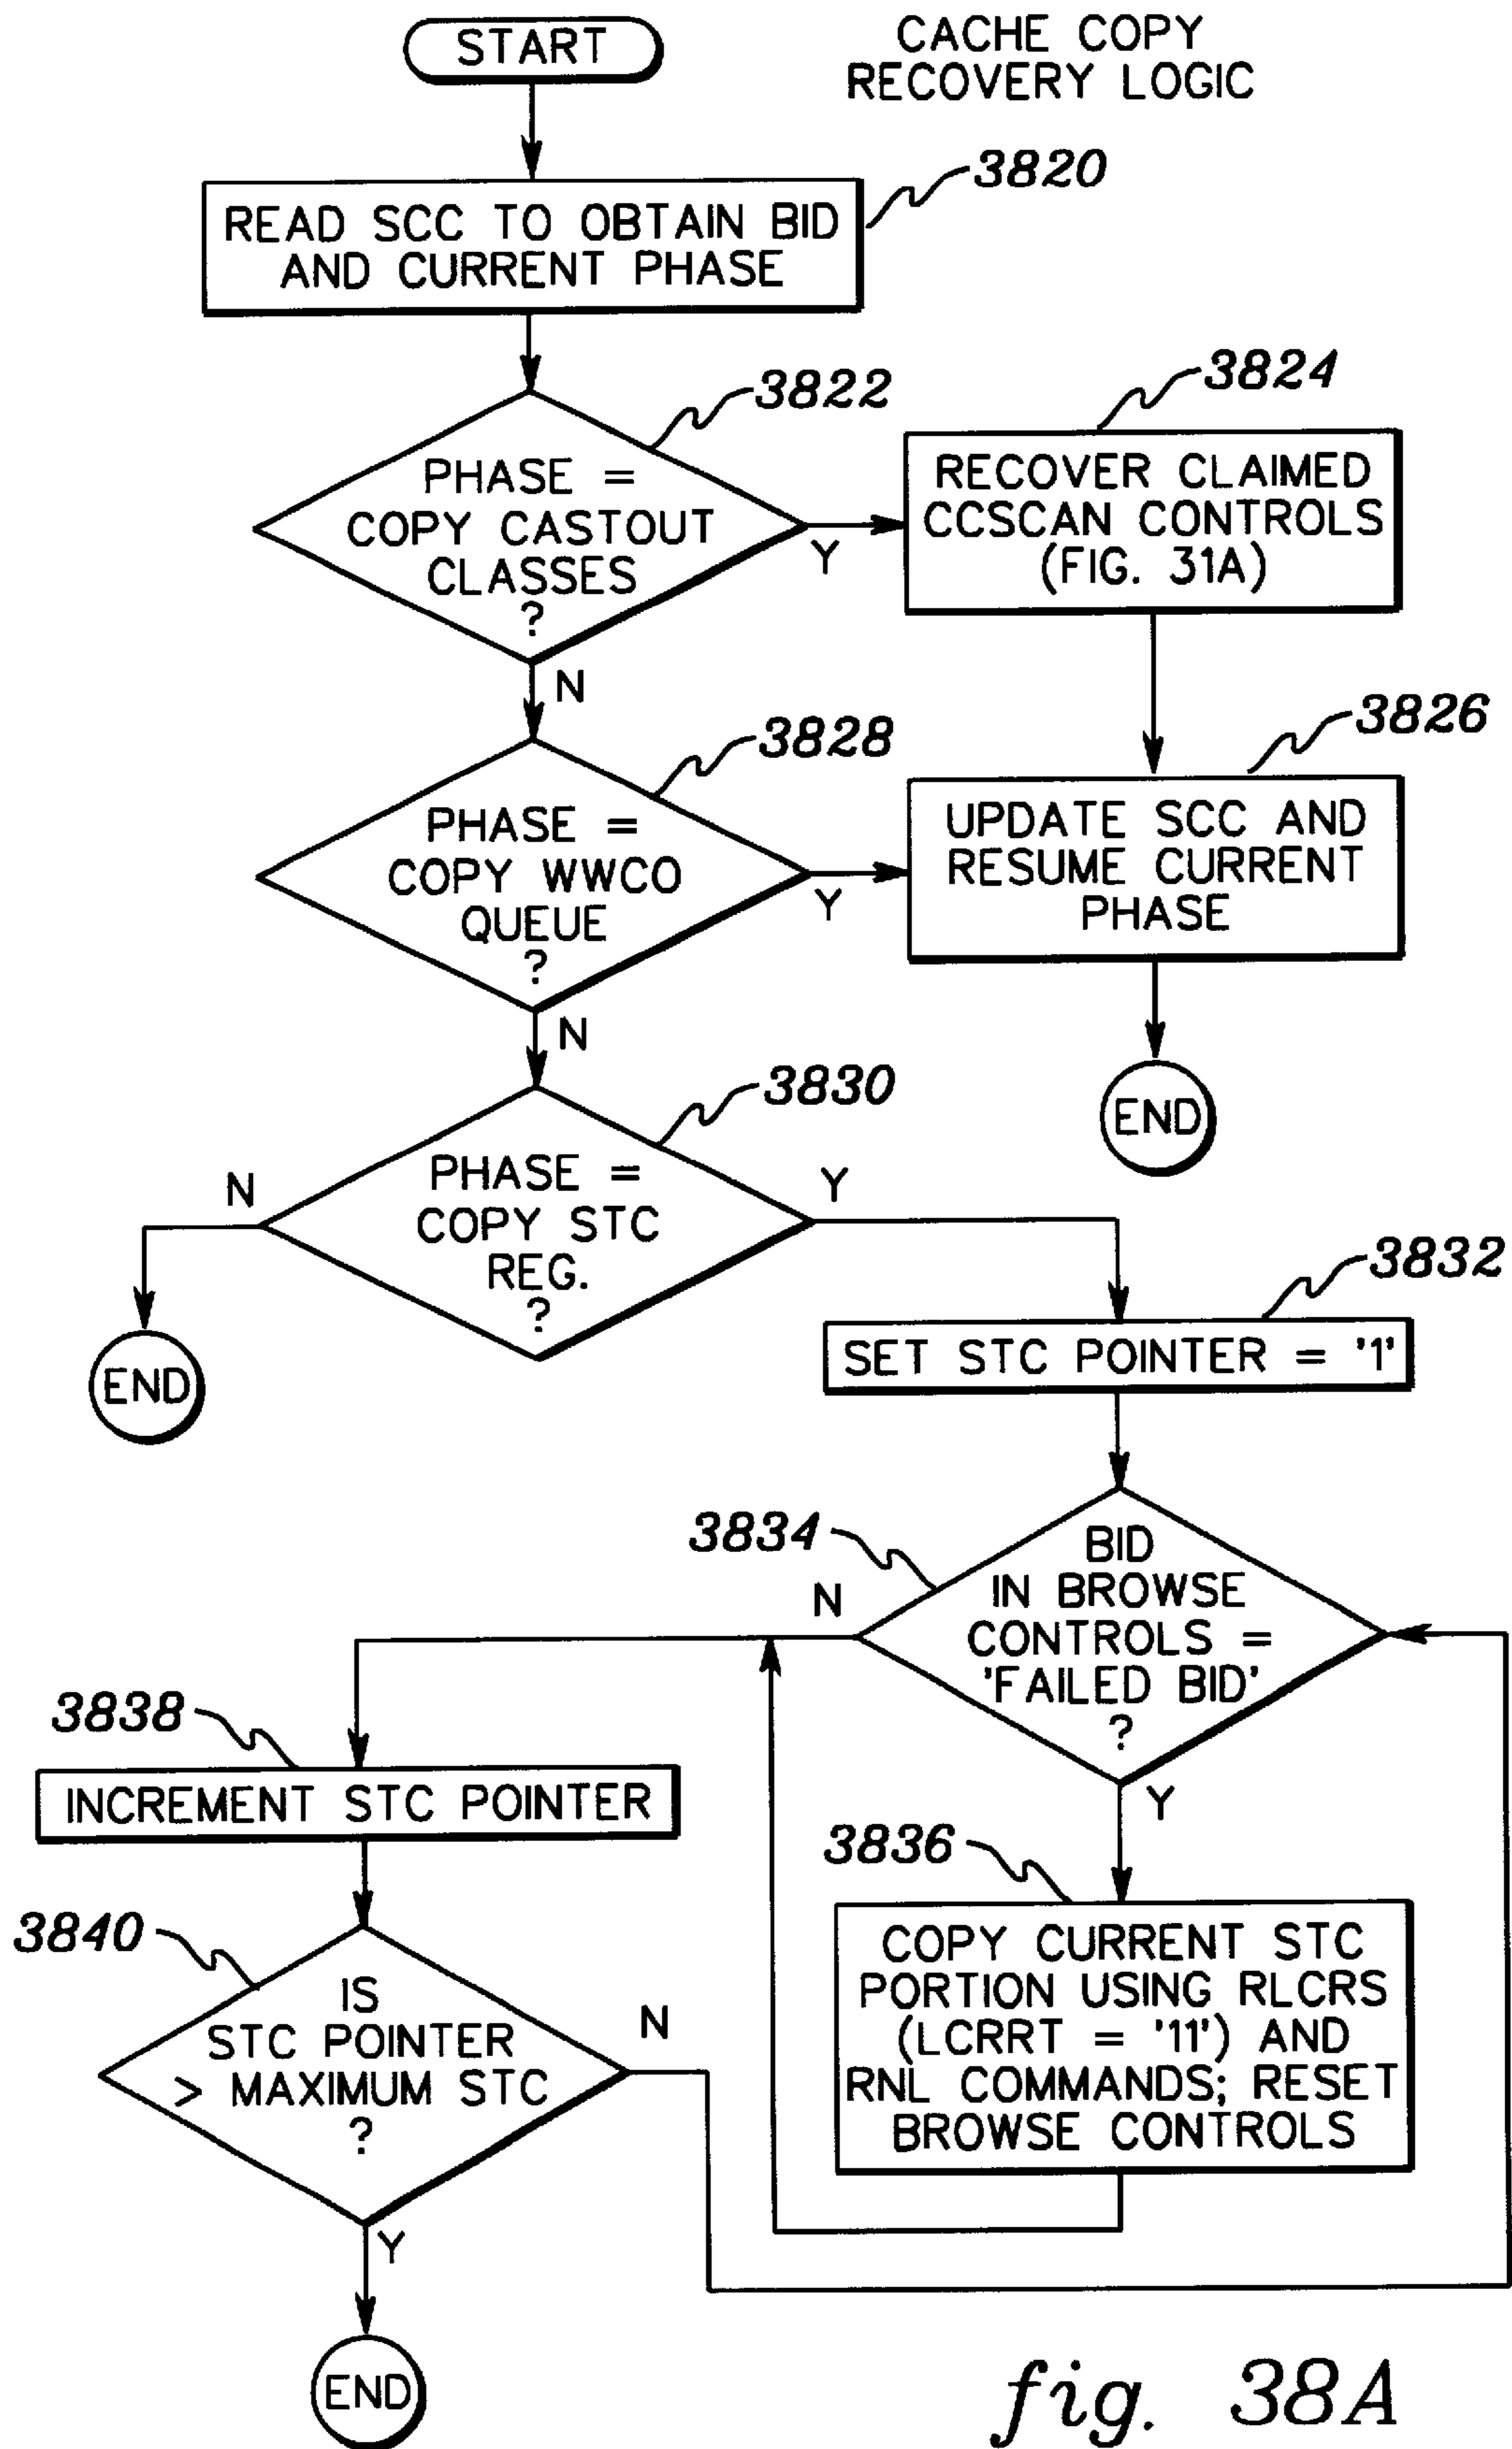 START
CACHE COPY
RECOVERY LOGIC
3820
READ SCC TO OBTAIN BID
AND CURRENT PHASE
3822
PHASE =
COPY CASTOUT
CLASSES
?
Y
N
3824
RECOVER CLAIMED
CCSCAN CONTROLS
(FIG. 31A)
3826
UPDATE SCC AND
RESUME CURRENT
PHASE
END
3828
PHASE =
COPY WWCO
QUEUE
?
Y
N
3830
PHASE =
COPY STC
REG.
?
N
Y
END
3832
SET STC POINTER = '1'
3834
BID
IN BROWSE
CONTROLS =
'FAILED BID'
?
N
Y
3836
COPY CURRENT STC
PORTION USING RLCRS
(LCRRT = '11') AND
RNL COMMANDS; RESET
BROWSE CONTROLS
3838
INCREMENT STC POINTER
3840
IS
STC POINTER
> MAXIMUM STC
?
N
Y
END
fig. 38A